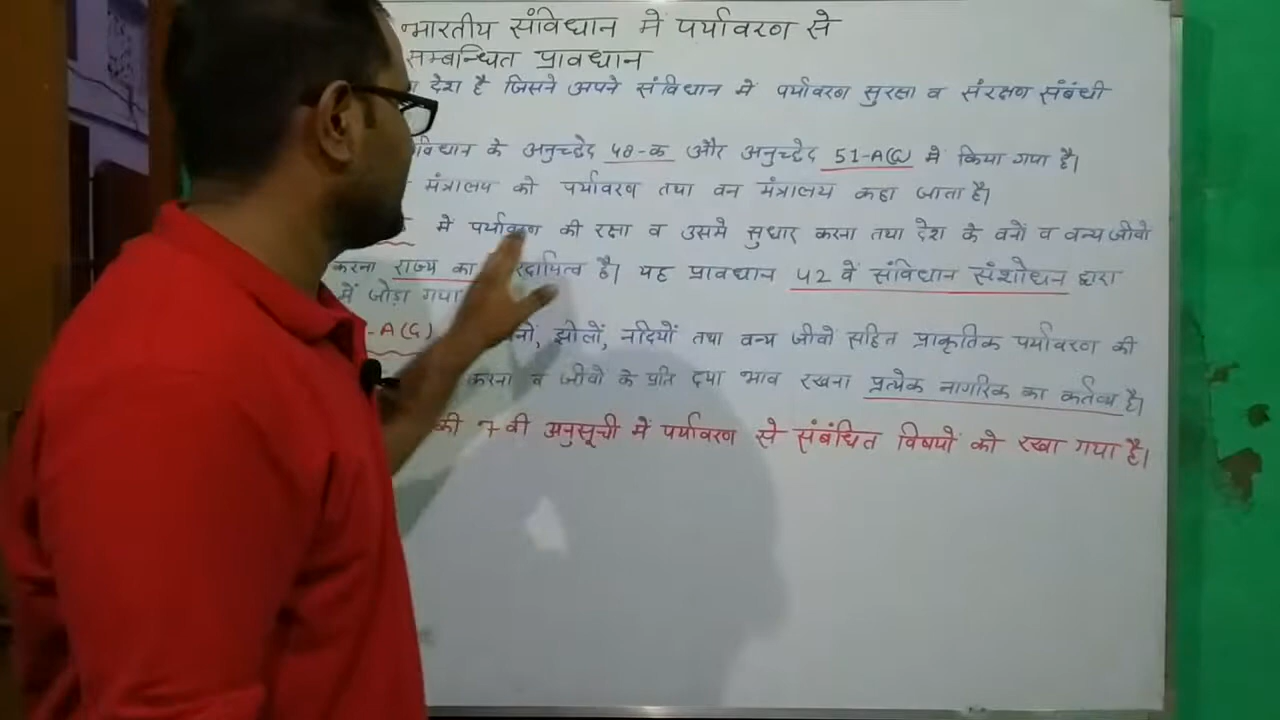 भारतीय संविधान में पर्यावरण से
सम्बन्धित प्रावधान
देश है जिसने अपने संविधान में पर्यावरण सुरक्षा व संरक्षण संबंधी
विधान के अनुच्छेद 48-क और अनुच्छेद 51-A(G) में किया गया है।
मंत्रालय को पर्यावरण तथा वन मंत्रालय कहा जाता है।
में पर्यावरण की रक्षा व उसमें सुधार करना तथा देश के वनों व वन्य जीवो
करना राज्य का है। यह प्रावधान 42 वें संविधान संशोधन द्वारा
में जोड़ा गया
-A(G) झीलों, नदियों तथा वन्य जीवो सहित प्राकृतिक पर्यावरण की
करना व जीवो के प्रति दया भाव रखना प्रत्येक नागरिक का कर्तव्य है।
की 7 वी अनुसूची में पर्यावरण से संबंधित विषयों को रखा गया है।